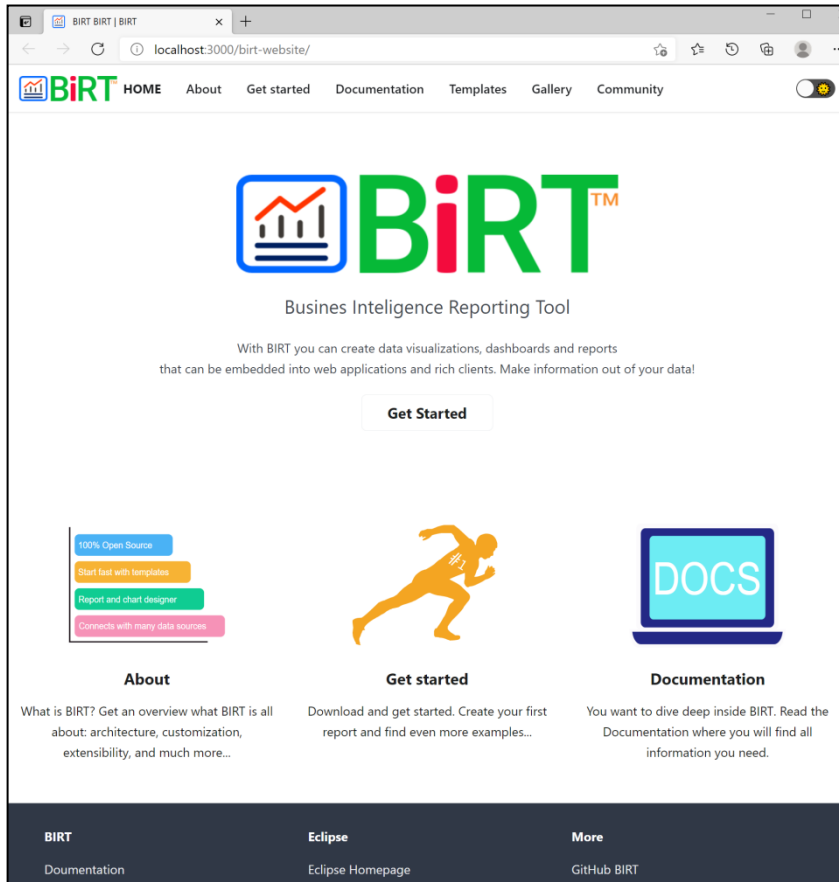 BIRT BIRT | BIRT
localhost:3000/birt-website/
BiRT™ HOME About Get started Documentation Templates Gallery Community
BiRT™
Busines Inteligence Reporting Tool
With BIRT you can create data visualizations, dashboards and reports
that can be embedded into web applications and rich clients. Make information out of your data!
Get Started
100% Open Source
Start fast with templates
Report and chart designer
Connects with many data sources
#1
DOCS
About
What is BIRT? Get an overview what BIRT is all
about: architecture, customization,
extensibility, and much more...
Get started
Download and get started. Create your first
report and find even more examples...
Documentation
You want to dive deep inside BIRT. Read the
Documentation where you will find all
information you need.
BIRT
Doumentation
Eclipse
Eclipse Homepage
More
GitHub BIRT